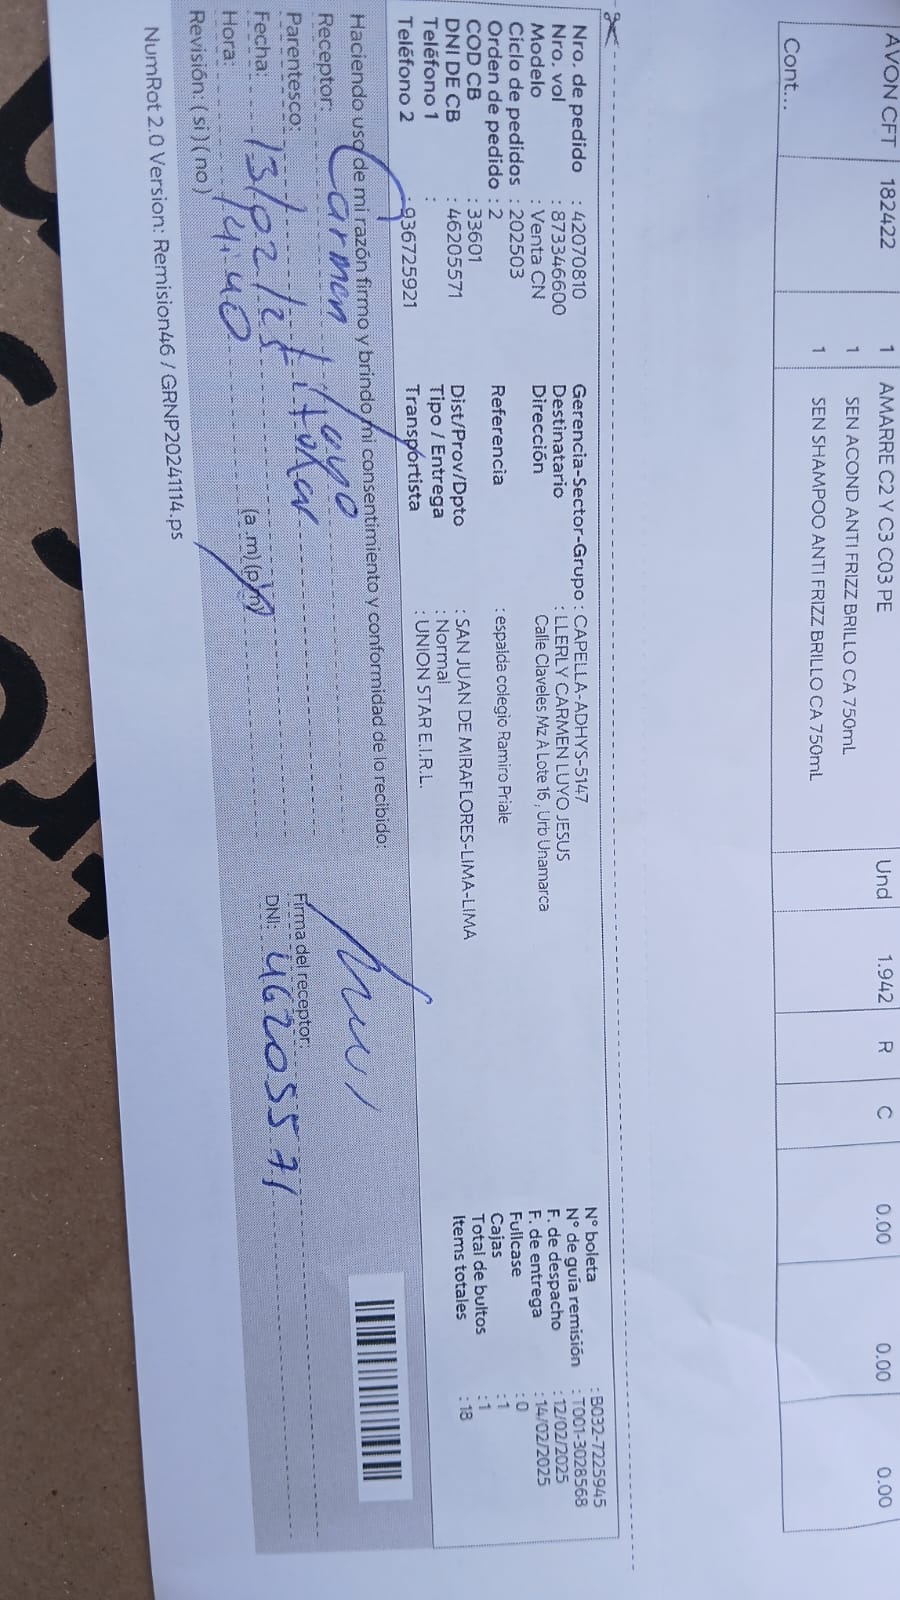 AVON CFT 182422 1 AMARRE C2 Y C3 C03 PE Und 1.942 R C 0.00 0.00 0.00
1 SEN ACOND ANTI FRIZZ BRILLO CA 750mL
1 SEN SHAMPOO ANTI FRIZZ BRILLO CA 750mL
Cont...
Nro. de pedido : 42070810
Nro. vol : 873346600
Modelo : Venta CN
Ciclo de pedidos : 202503
Orden de pedido : 2
COD CB : 33601
DNI DE CB : 46205571
Teléfono 1 :
Teléfono 2 : 936725921
Gerencia-Sector-Grupo : CAPELLA-ADHYS-5147
Destinatario : LLERLY CARMEN LUYO JESUS
Dirección Calle Claveles Mz A Lote 16 , Urb Unamarca
Referencia : espalda colegio Ramiro Priale
Dist/Prov/Dpto : SAN JUAN DE MIRAFLORES-LIMA-LIMA
Tipo / Entrega : Normal
Transportista : UNION STAR E.I.R.L.
N° boleta : B032-7225945
N° de guía remisión : T001-3028568
F. de despacho : 12/02/2025
F. de entrega : 14/02/2025
Fullcase : 0
Cajas : 1
Total de bultos : 1
Items totales : 18
Haciendo uso de mi razón firmo y brindo mi consentimiento y conformidad de lo recibido:
Receptor: Carmen Luyo
Parentesco: titular
Fecha: 13/02/25
Hora: 14:40 (a .m) (p.m)
Revisión: ( si ) ( no )
Firma del receptor:
DNI: 46205571
NumRot 2.0 Version: Remision46 / GRNP20241114.ps